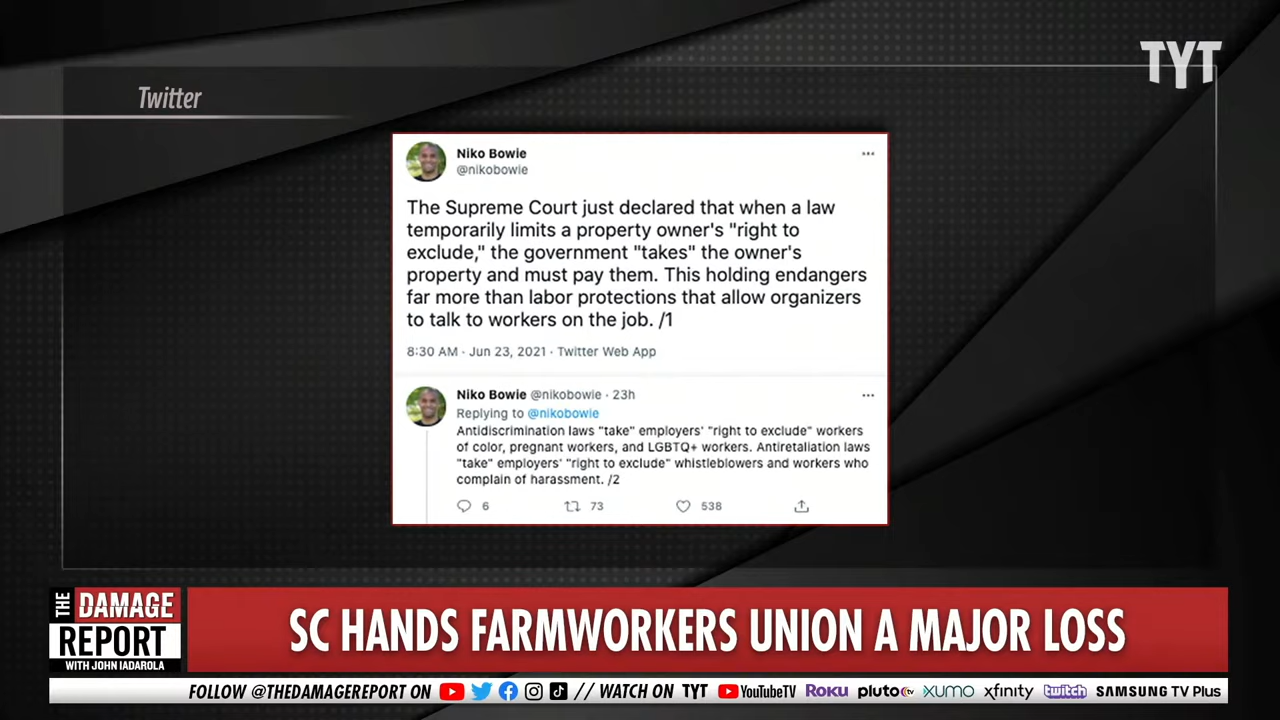 TYT
Twitter
Niko Bowie
@nikobowie
The Supreme Court just declared that when a law
temporarily limits a property owner's "right to
exclude," the government "takes" the owner's
property and must pay them. This holding endangers
far more than labor protections that allow organizers
to talk to workers on the job. /1
8:30 AM · Jun 23, 2021 · Twitter Web App
Niko Bowie @nikobowie · 23h
Replying to @nikobowie
Antidiscrimination laws "take" employers' "right to exclude" workers
of color, pregnant workers, and LGBTQ+ workers. Antiretaliation laws
"take" employers' "right to exclude" whistleblowers and workers who
complain of harassment. /2
6 73 538
THE DAMAGE
REPORT
WITH JOHN IADAROLA
SC HANDS FARMWORKERS UNION A MAJOR LOSS
FOLLOW @THEDAMAGEREPORT ON // WATCH ON TYT YouTubeTV ROKU pluto tv XUMO xfinity twitch SAMSUNG TV Plus